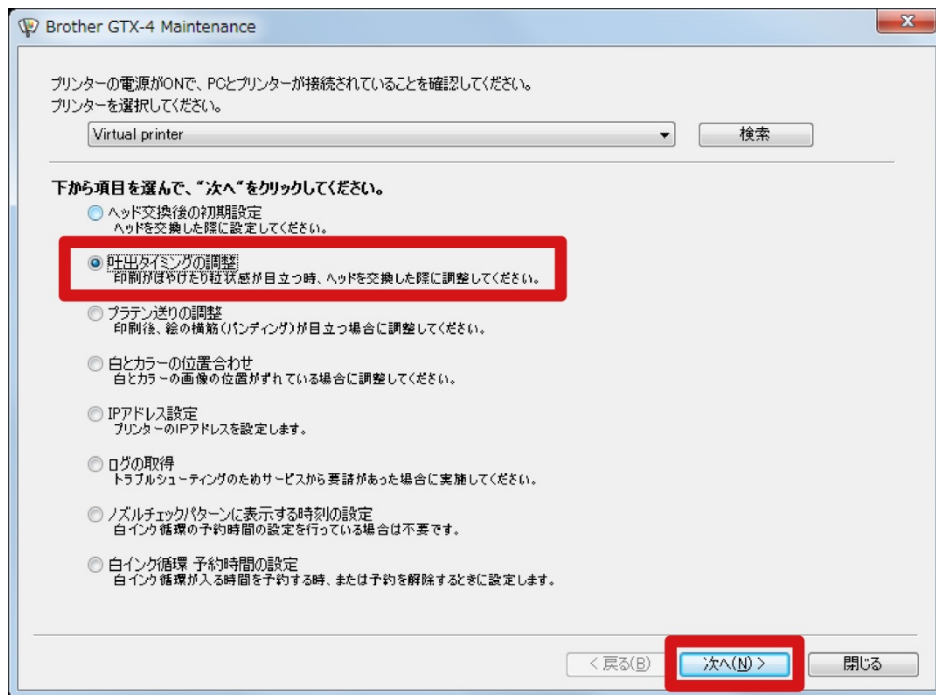 Brother GTX-4 Maintenance
プリンターの電源がONで、PCとプリンターが接続されていることを確認してください。
プリンターを選択してください。
Virtual printer
検索
下から項目を選んで、"次へ"をクリックしてください。
ヘッド交換後の初期設定
ヘッドを交換した際に設定してください。
吐出タイミングの調整
印刷がぼやけたり粒状感が目立つ時、ヘッドを交換した際に調整してください。
プラテン送りの調整
印刷後、絵の横筋(バンディング)が目立つ場合に調整してください。
白とカラーの位置合わせ
白とカラーの画像の位置がずれている場合に調整してください。
IPアドレス設定
プリンターのIPアドレスを設定します。
ログの取得
トラブルシューティングのためサービスから要請があった場合に実施してください。
ノズルチェックパターンに表示する時刻の設定
白インク循環の予約時間の設定を行っている場合は不要です。
白インク循環 予約時間の設定
白インク循環が入る時間を予約する時、または予約を解除するときに設定します。
< 戻る(B)
次へ(N) >
閉じる